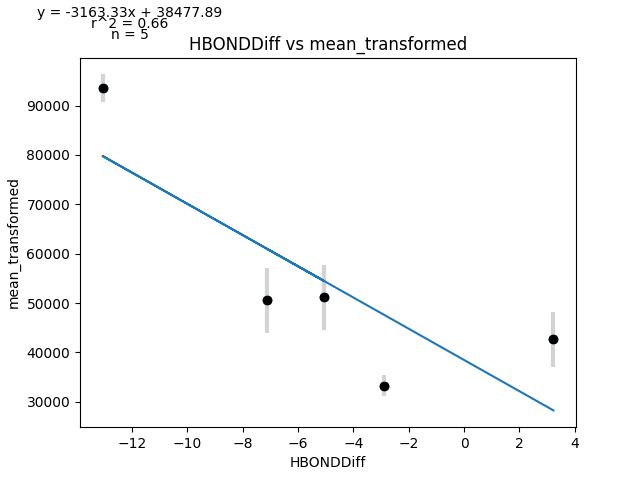 y = -3163.33x + 38477.89
r^2 = 0.66
n = 5
HBONDDiff vs mean_transformed
mean_transformed
90000
80000
70000
60000
50000
40000
30000
−12
−10
−8
−6
−4
−2
0
2
4
HBONDDiff